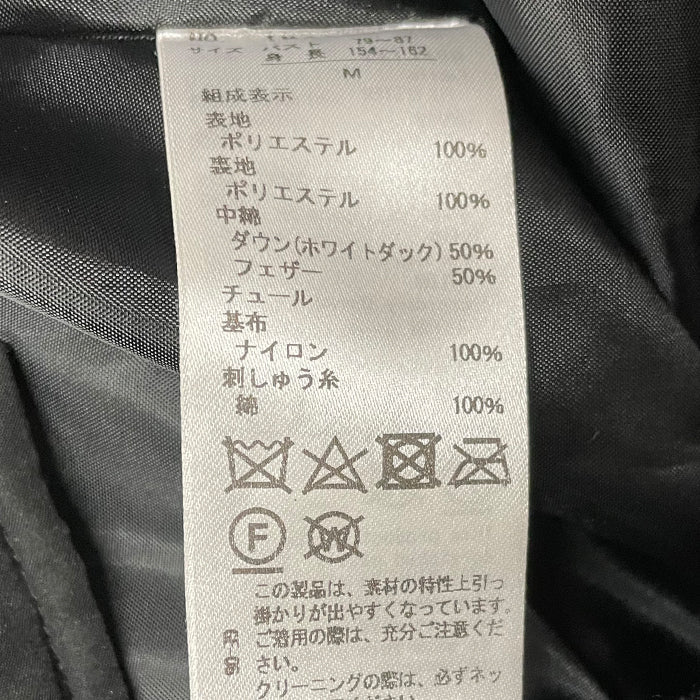 サイズ バスト 79～87
身長 154～162
M
組成表示
表地
ポリエステル 100%
裏地
ポリエステル 100%
中綿
ダウン(ホワイトダック) 50%
フェザー 50%
チュール
基布
ナイロン 100%
刺しゅう糸
綿 100%
F
W
この製品は、素材の特性上引っ
掛かりが出やすくなっています。
ご着用の際は、充分ご注意くだ
さい。
クリーニングの際は、必ずネッ